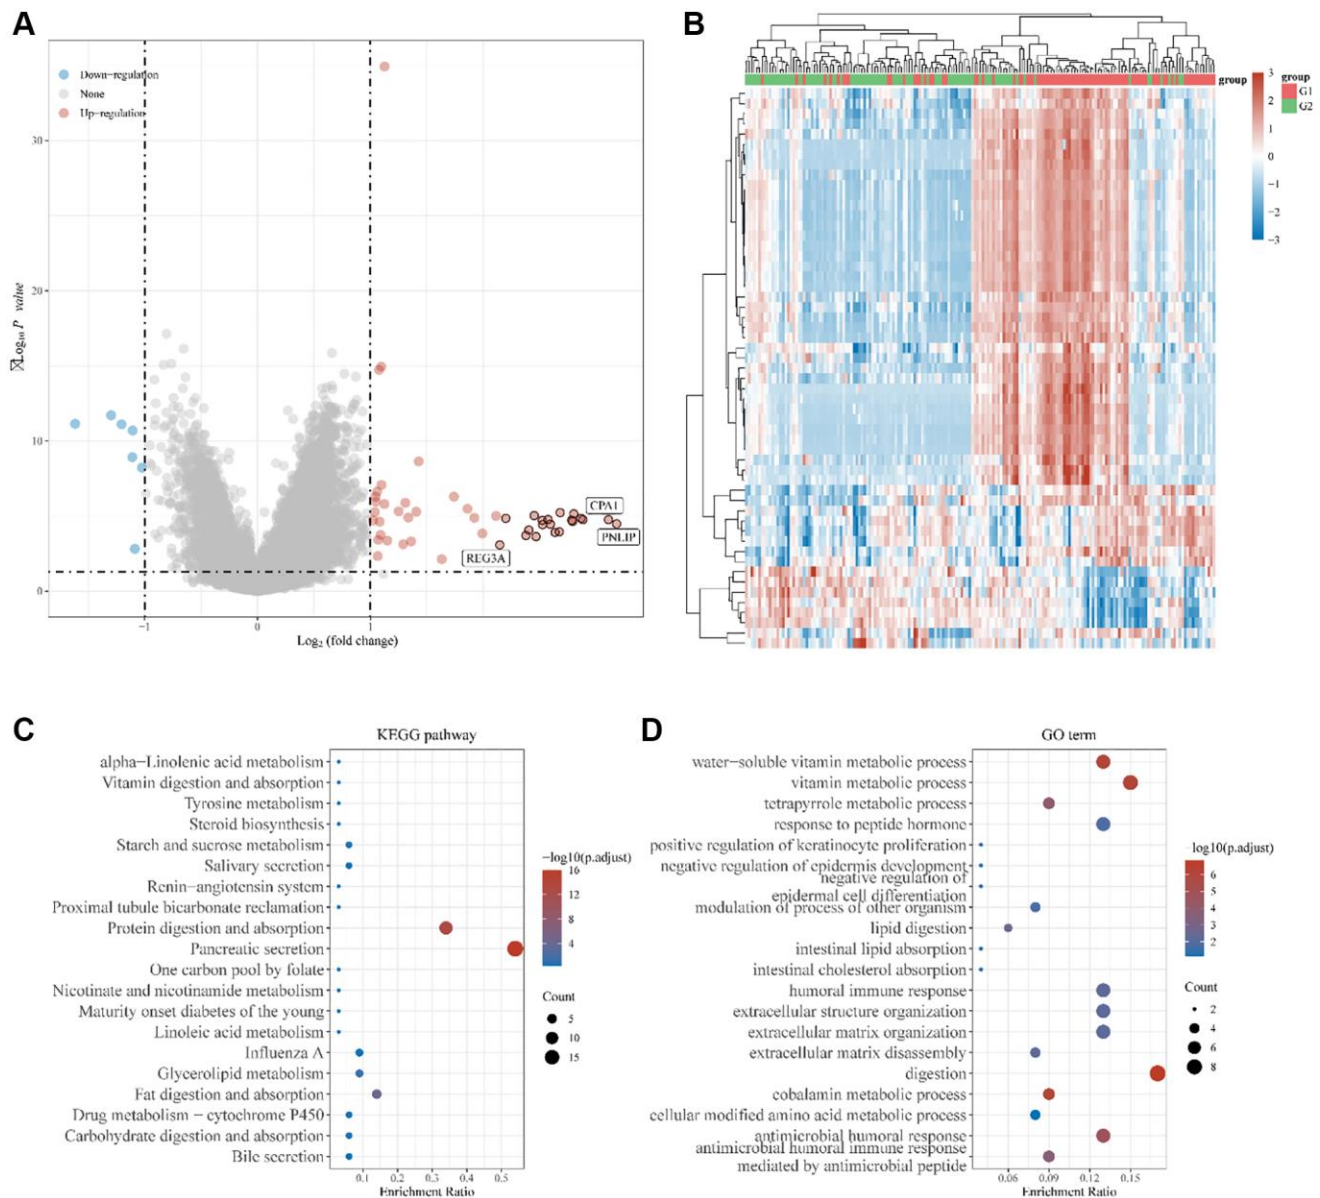 A
Down-regulation
None
Up-regulation
30
20
10
0
Log₁₀ P value
CPA1
PNLIP
REG3A
−1
0
1
Log₂ (fold change)
B
group
3
2
1
0
−1
−2
−3
group
G1
G2
C
KEGG pathway
alpha−Linolenic acid metabolism
Vitamin digestion and absorption
Tyrosine metabolism
Steroid biosynthesis
Starch and sucrose metabolism
Salivary secretion
Renin−angiotensin system
Proximal tubule bicarbonate reclamation
Protein digestion and absorption
Pancreatic secretion
One carbon pool by folate
Nicotinate and nicotinamide metabolism
Maturity onset diabetes of the young
Linoleic acid metabolism
Influenza A
Glycerolipid metabolism
Fat digestion and absorption
Drug metabolism − cytochrome P450
Carbohydrate digestion and absorption
Bile secretion
0.1 0.2 0.3 0.4 0.5
Enrichment Ratio
−log10(p.adjust)
16
12
8
4
Count
5
10
15
D
GO term
water−soluble vitamin metabolic process
vitamin metabolic process
tetrapyrrole metabolic process
response to peptide hormone
positive regulation of keratinocyte proliferation
negative regulation of epidermis development
negative regulation of
epidermal cell differentiation
modulation of process of other organism
lipid digestion
intestinal lipid absorption
intestinal cholesterol absorption
humoral immune response
extracellular structure organization
extracellular matrix organization
extracellular matrix disassembly
digestion
cobalamin metabolic process
cellular modified amino acid metabolic process
antimicrobial humoral response
antimicrobial humoral immune response
mediated by antimicrobial peptide
0.06 0.09 0.12 0.15
Enrichment Ratio
−log10(p.adjust)
6
5
4
3
2
Count
2
4
6
8